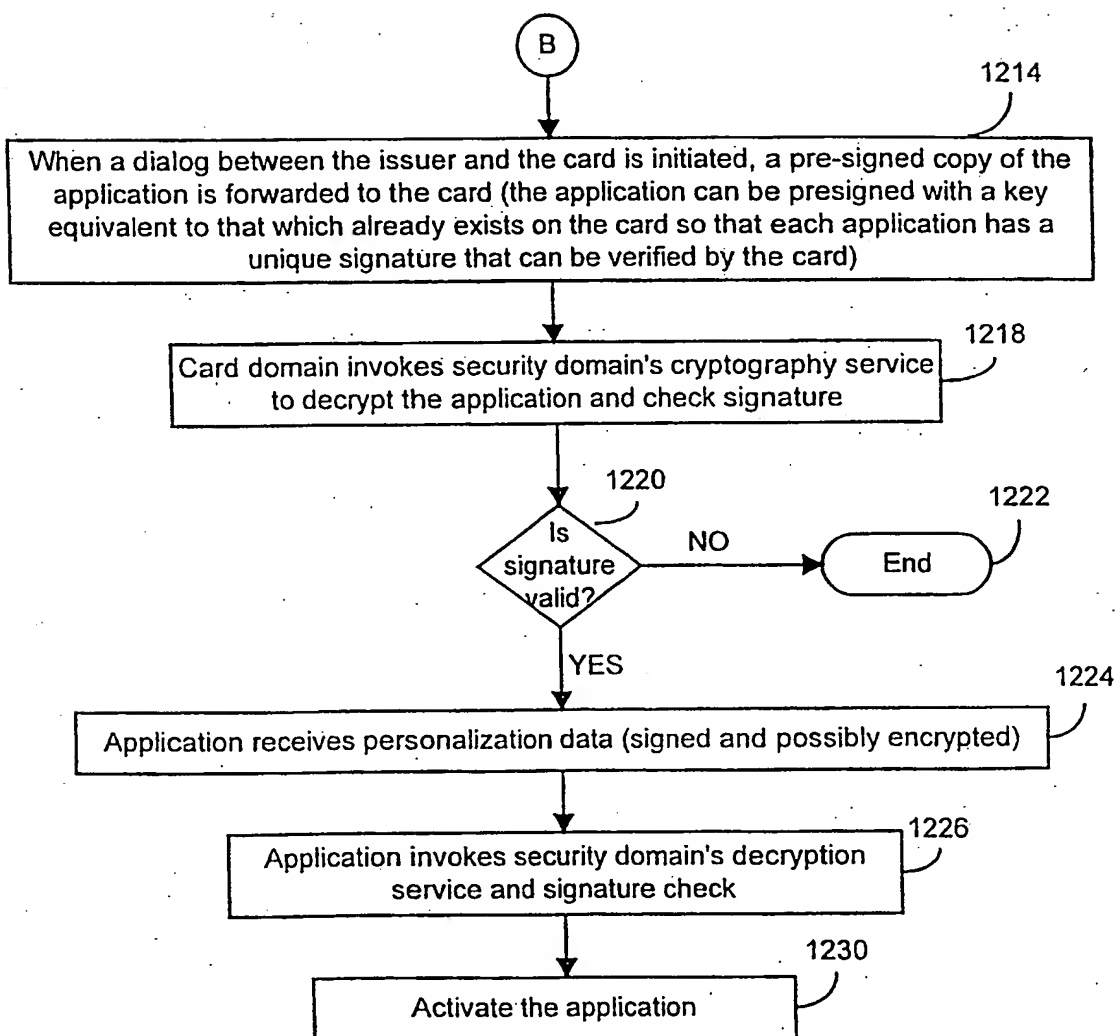 B
1214
When a dialog between the issuer and the card is initiated, a pre-signed copy of the
application is forwarded to the card (the application can be presigned with a key
equivalent to that which already exists on the card so that each application has a
unique signature that can be verified by the card)
1218
Card domain invokes security domain's cryptography service
to decrypt the application and check signature
1220
1222
Is
signature
valid?
NO
End
YES
1224
Application receives personalization data (signed and possibly encrypted)
1226
Application invokes security domain's decryption
service and signature check
1230
Activate the application